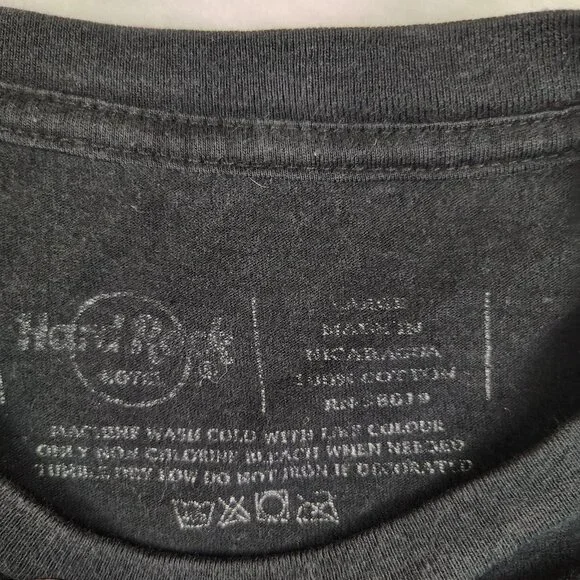 Hard Rock
HOTEL
LARGE
MADE IN
NICARAGUA
100% COTTON
MACHINE WASH COLD WITH LIKE COLOUR
ONLY NON CHLORINE BLEACH WHEN NEEDED
TUMBLE DRY LOW DO NOT IRON IF DECORATED